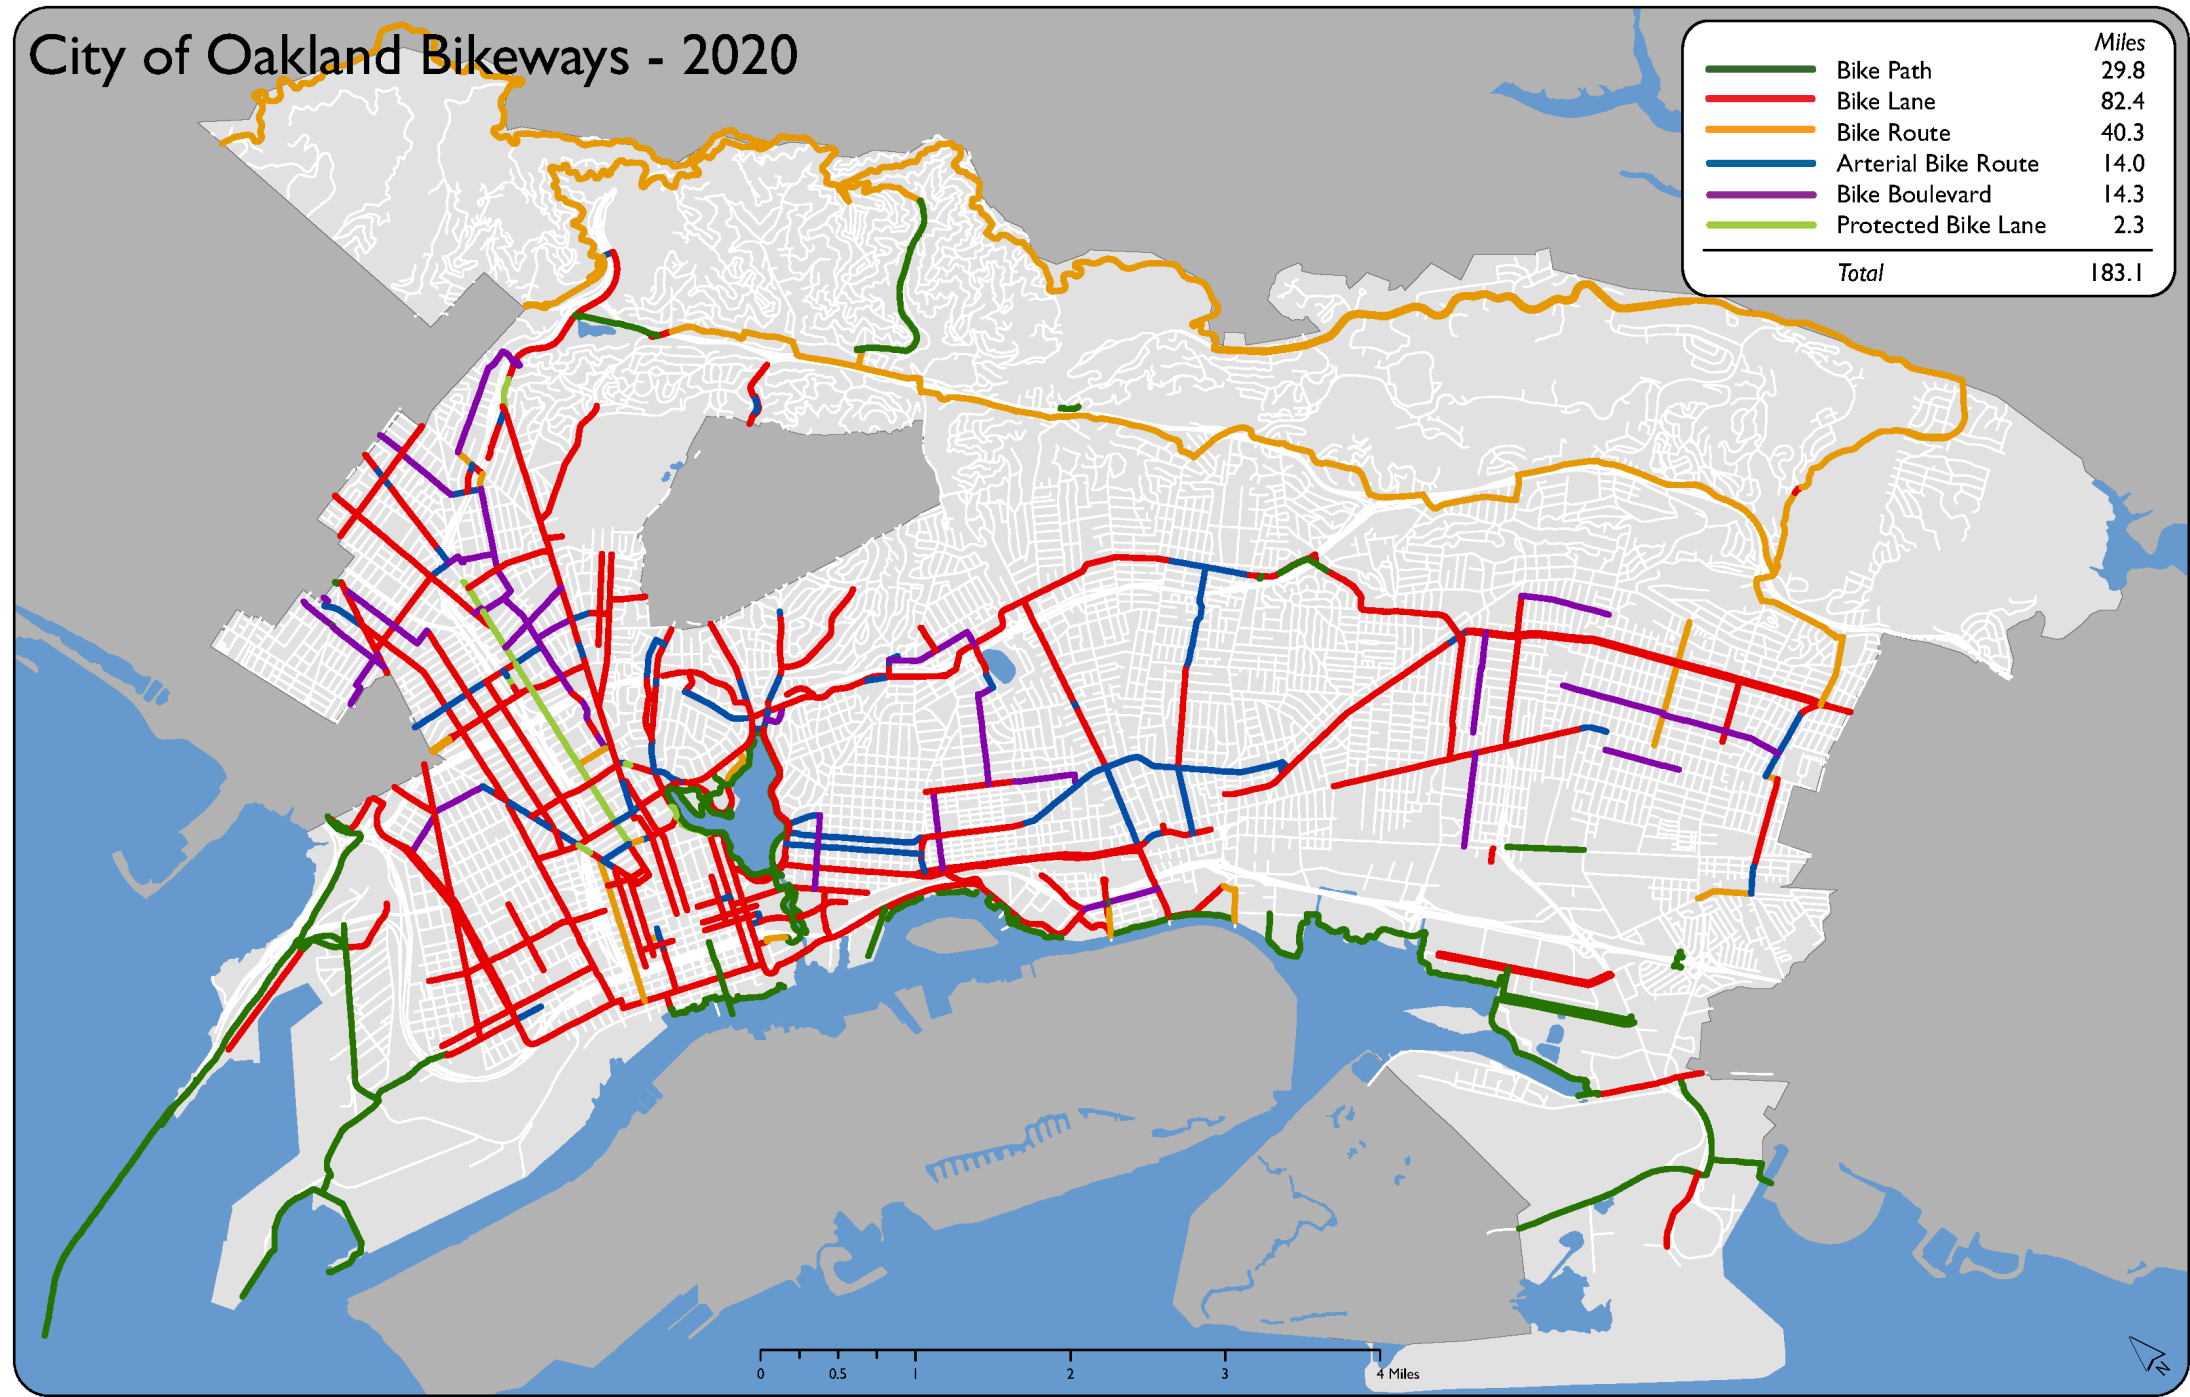 City of Oakland Bikeways - 2020
Miles
Bike Path 29.8
Bike Lane 82.4
Bike Route 40.3
Arterial Bike Route 14.0
Bike Boulevard 14.3
Protected Bike Lane 2.3
Total 183.1
0 0.5 1 2 3 4 Miles
N